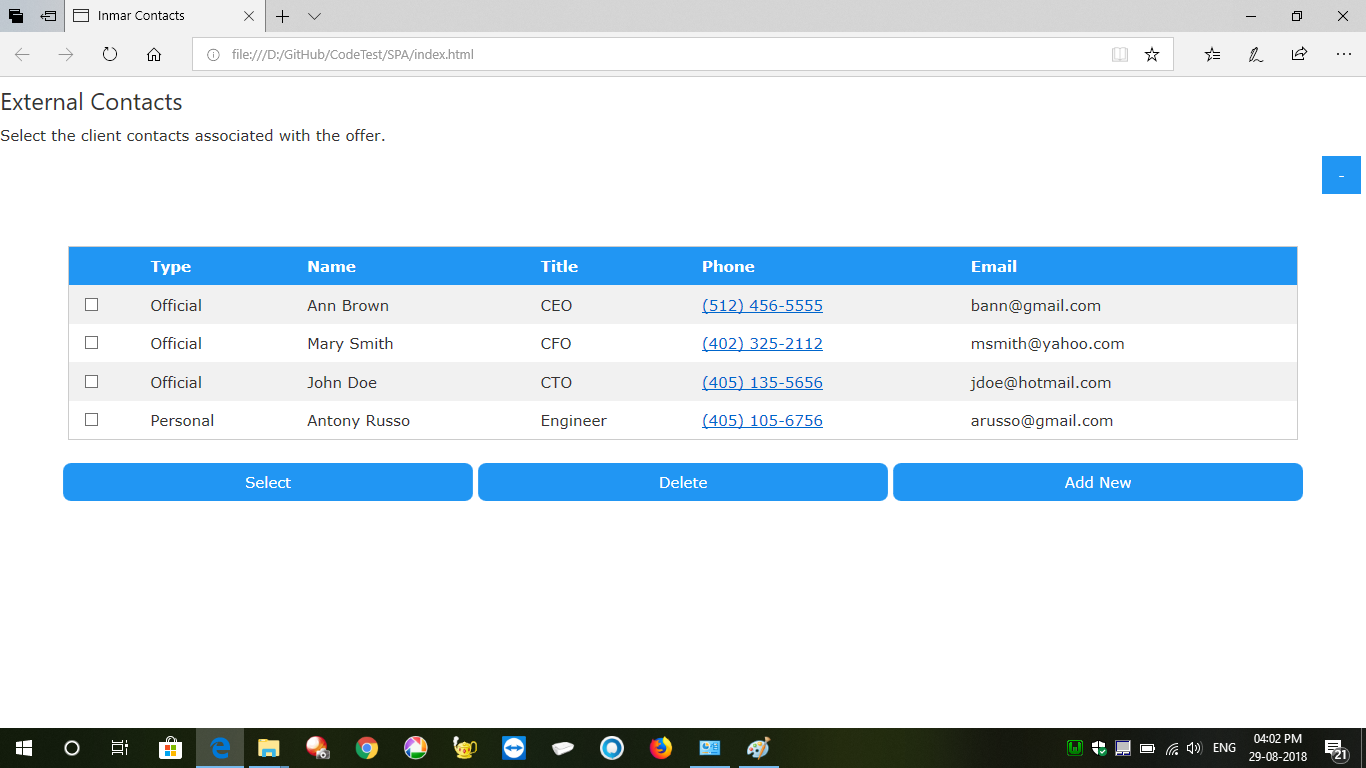 Inmar Contacts
file:///D:/GitHub/CodeTest/SPA/index.html
External Contacts
Select the client contacts associated with the offer.
-
Type Name Title Phone Email
Official Ann Brown CEO (512) 456-5555 bann@gmail.com
Official Mary Smith CFO (402) 325-2112 msmith@yahoo.com
Official John Doe CTO (405) 135-5656 jdoe@hotmail.com
Personal Antony Russo Engineer (405) 105-6756 arusso@gmail.com
Select Delete Add New
ENG 04:02 PM
29-08-2018 21